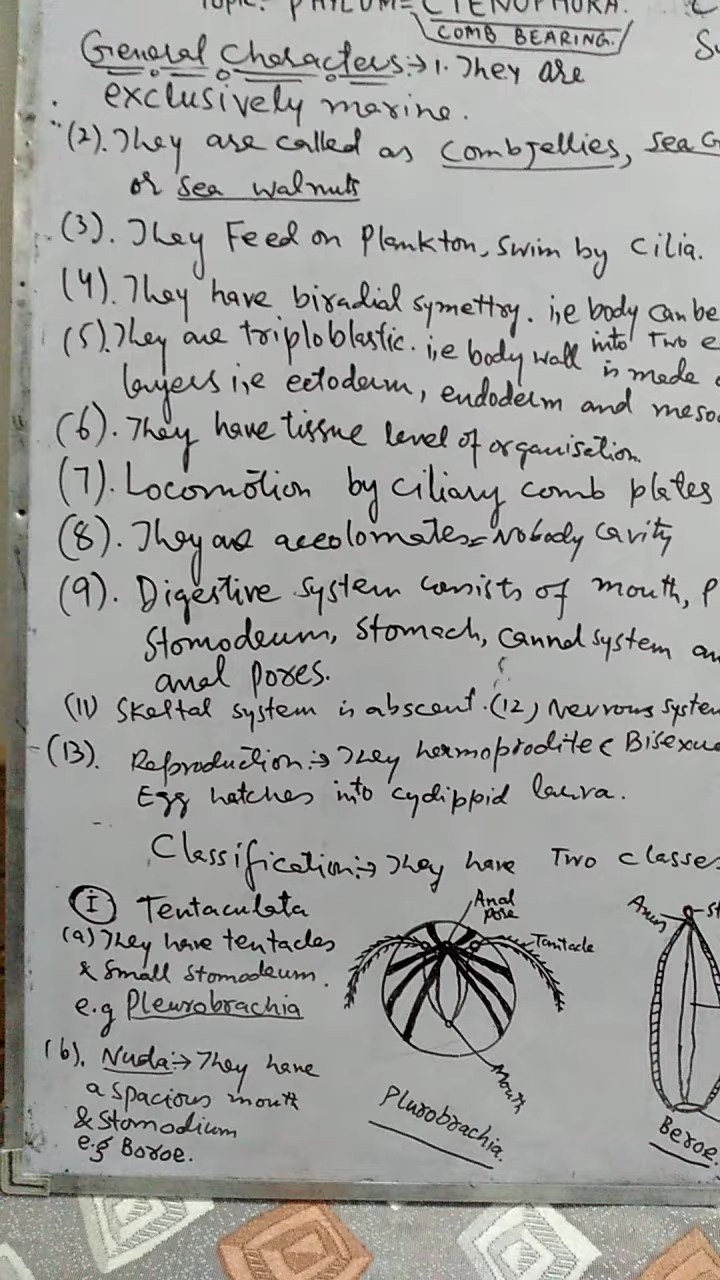 Topic: PHYLUM= CTENOPHORA.
COMB BEARING.
General Characters:→ 1. They are
exclusively marine.
(2). They are called as Combjellies, Sea G
or Sea walnuts
(3). They Feed on Plankton, Swim by Cilia.
(4). They have biradial symettry. i,e body can be
into Two e
(5). They are triploblastic. i,e body wall is made
layers i,e ectoderm, endoderm and meso
(6). They have tissue level of organisation.
(7). Locomotion by ciliary comb plates
(8). They are acoelomates= No body cavity
(9). Digestive system consists of mouth, P
Stomodeum, Stomach, Cannel system an
anal pores.
(11) Skeltal system is abscent. (12) Nervous system
(13). Reproduction:→ They hermoprodite & Bisexu
Egg hatches into cydippid larva.
Classification:→ They have Two classes
I Tentaculata
(a) They have tentacles
& Small Stomodeum.
e.g Pleurobrachia
(b). Nuda:→ They have
a spacious mouth
& Stomodium
e.g Boroe.
Anal
pore
Tentacle
Mouth
Plurobrachia.
Anus
St
Beroe.